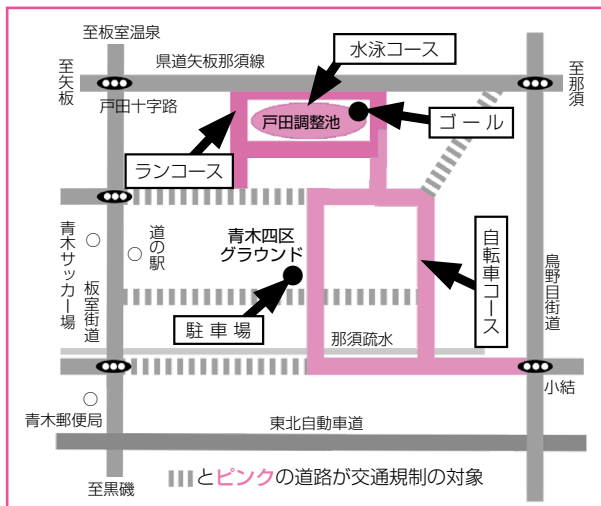 至板室温泉
水泳コース
県道矢板那須線
至矢板
至那須
戸田十字路
戸田調整池
ゴール
ランコース
青木四区
グラウンド
道の駅
青木サッカー場
板室街道
自転車コース
鳥野目街道
駐車場
那須疏水
小結
青木郵便局
東北自動車道
至黒磯
とピンクの道路が交通規制の対象